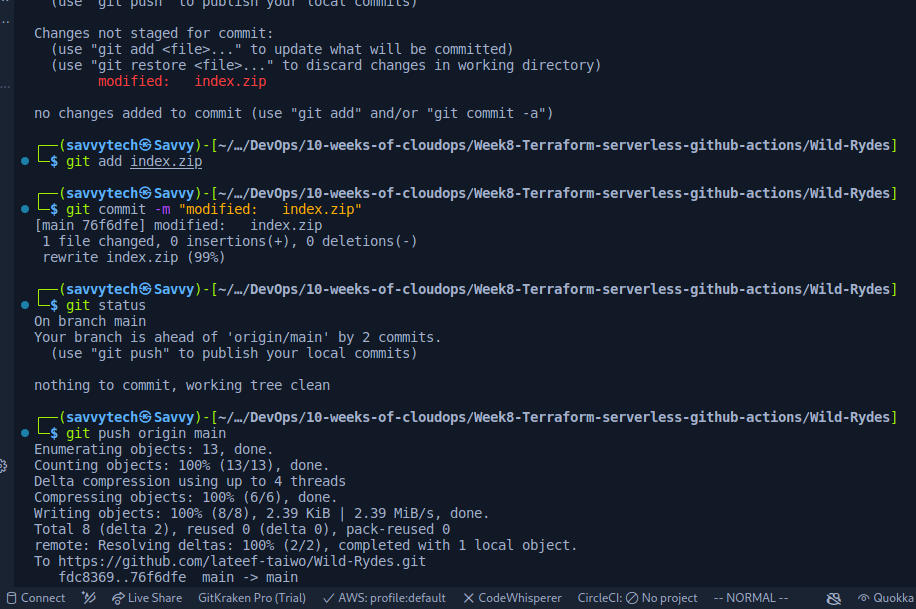 (use "git push" to publish your local commits)
Changes not staged for commit:
(use "git add <file>..." to update what will be committed)
(use "git restore <file>..." to discard changes in working directory)
modified:   index.zip
no changes added to commit (use "git add" and/or "git commit -a")
┌──(savvytech㉿Savvy)-[~/…/DevOps/10-weeks-of-cloudops/Week8-Terraform-serverless-github-actions/Wild-Rydes]
└─$ git add index.zip
┌──(savvytech㉿Savvy)-[~/…/DevOps/10-weeks-of-cloudops/Week8-Terraform-serverless-github-actions/Wild-Rydes]
└─$ git commit -m "modified:   index.zip"
[main 76f6dfe] modified:   index.zip
1 file changed, 0 insertions(+), 0 deletions(-)
rewrite index.zip (99%)
┌──(savvytech㉿Savvy)-[~/…/DevOps/10-weeks-of-cloudops/Week8-Terraform-serverless-github-actions/Wild-Rydes]
└─$ git status
On branch main
Your branch is ahead of 'origin/main' by 2 commits.
(use "git push" to publish your local commits)
nothing to commit, working tree clean
┌──(savvytech㉿Savvy)-[~/…/DevOps/10-weeks-of-cloudops/Week8-Terraform-serverless-github-actions/Wild-Rydes]
└─$ git push origin main
Enumerating objects: 13, done.
Counting objects: 100% (13/13), done.
Delta compression using up to 4 threads
Compressing objects: 100% (6/6), done.
Writing objects: 100% (8/8), 2.39 KiB | 2.39 MiB/s, done.
Total 8 (delta 2), reused 0 (delta 0), pack-reused 0
remote: Resolving deltas: 100% (2/2), completed with 1 local object.
To https://github.com/lateef-taiwo/Wild-Rydes.git
fdc8369..76f6dfe  main -> main
Connect Live Share GitKraken Pro (Trial) AWS: profile:default CodeWhisperer CircleCI: No project -- NORMAL -- Quokka